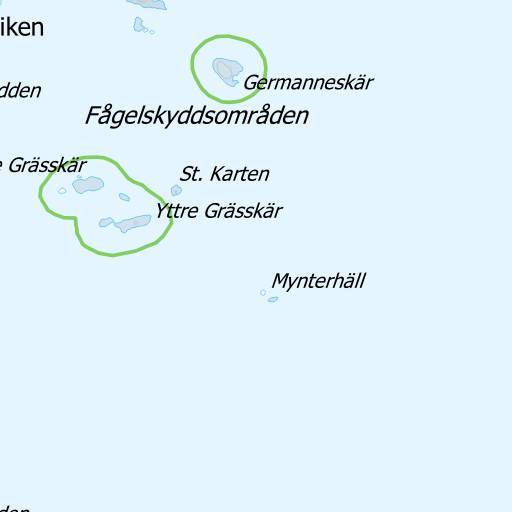 iken
Germanneskär
dden
Fågelskyddsområden
Grässkär
St. Karten
Yttre Grässkär
Mynterhäll